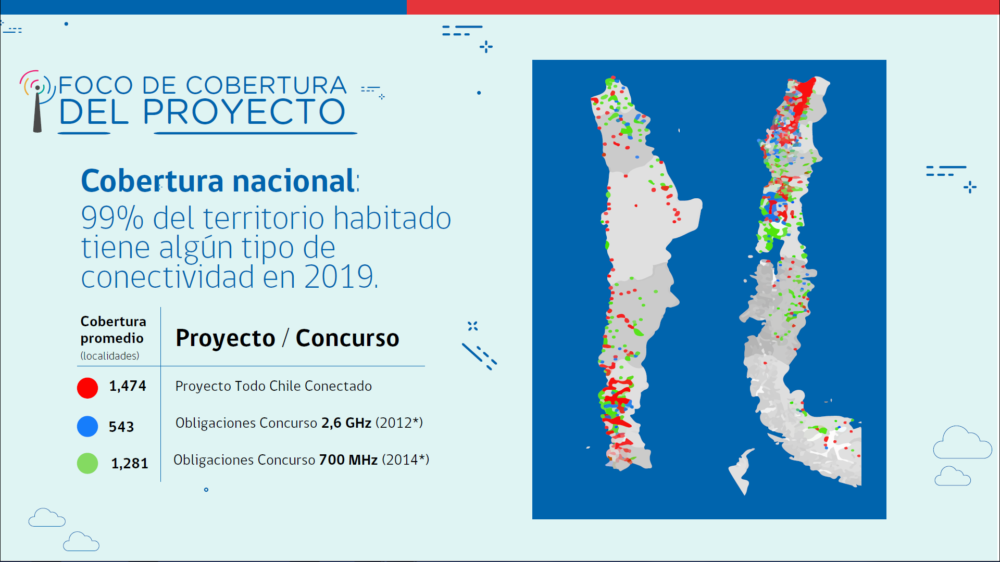 FOCO DE COBERTURA
DEL PROYECTO
Cobertura nacional:
99% del territorio habitado
tiene algún tipo de
conectividad en 2019.
Cobertura
promedio
(localidades)
Proyecto / Concurso
1,474 Proyecto Todo Chile Conectado
543 Obligaciones Concurso 2,6 GHz (2012*)
1,281 Obligaciones Concurso 700 MHz (2014*)